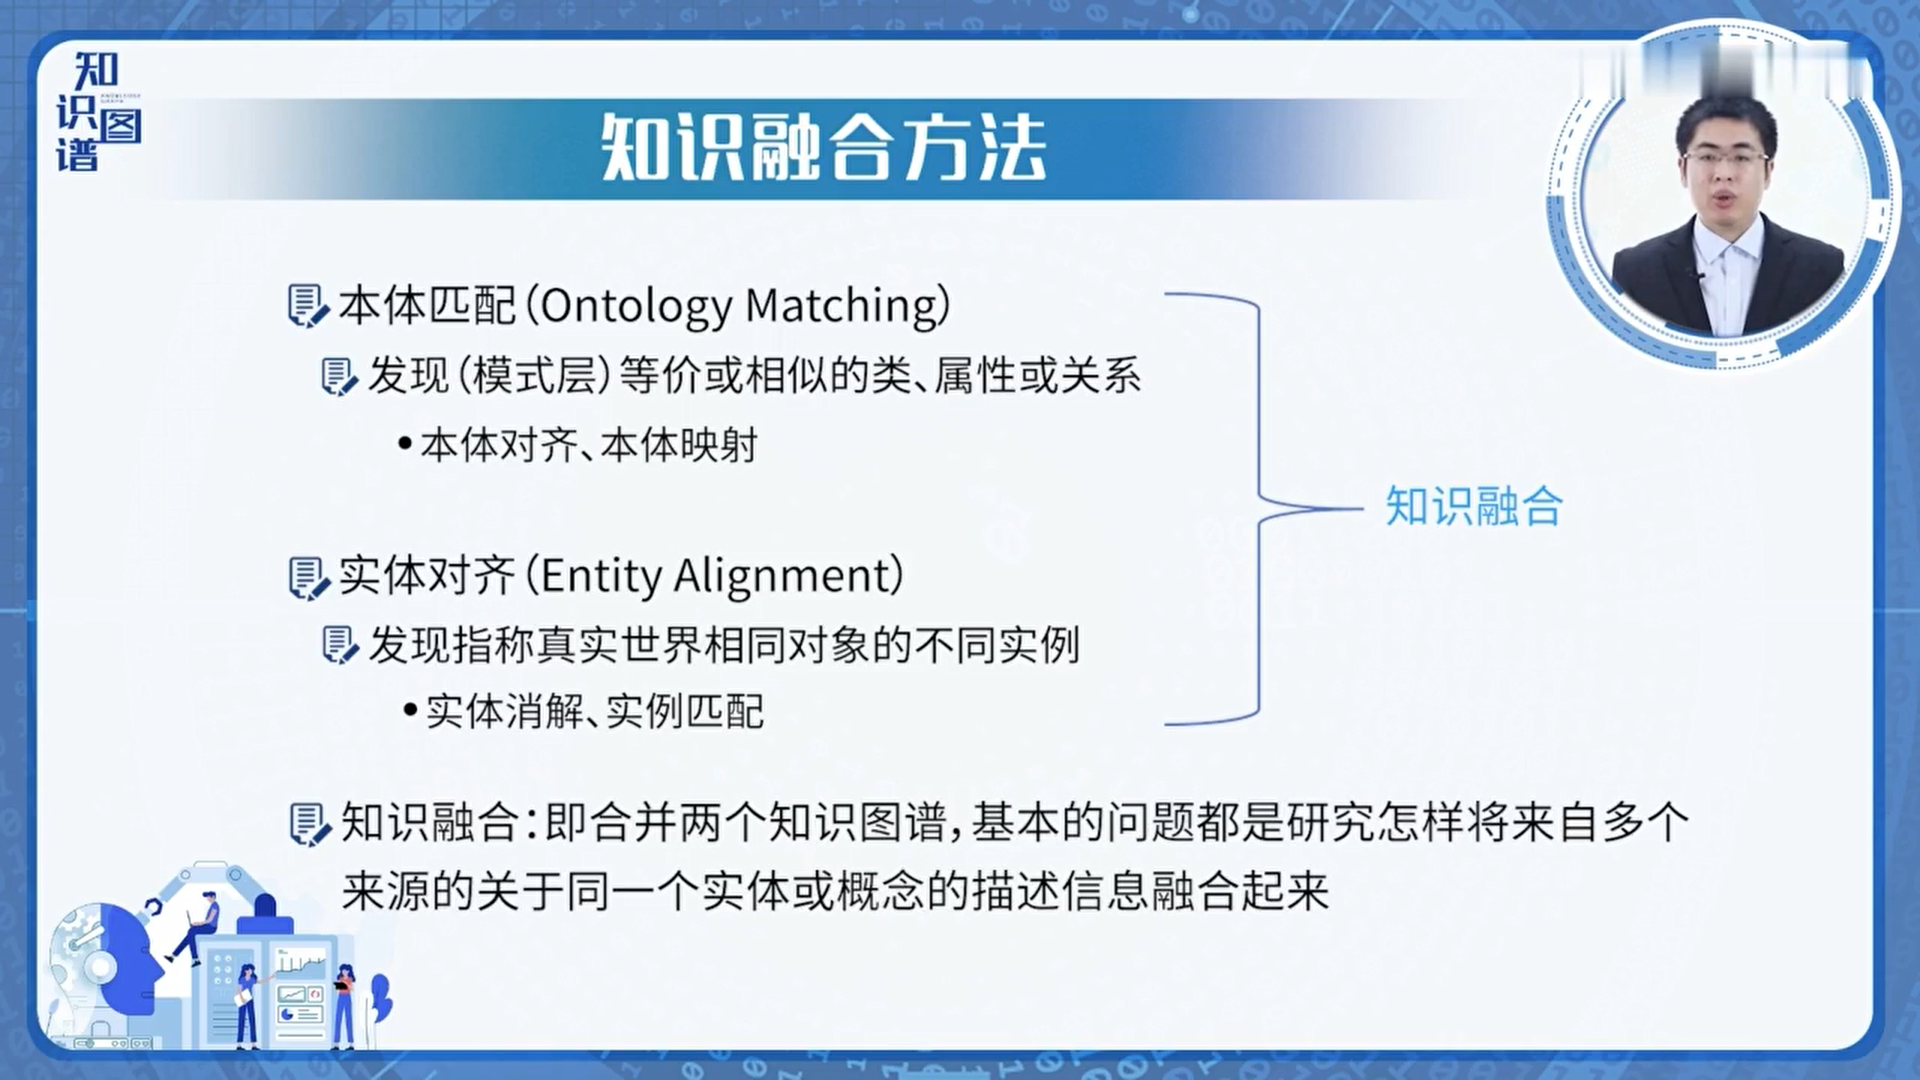 知识图谱
知识融合方法
本体匹配（Ontology Matching）
发现（模式层）等价或相似的类、属性或关系
•本体对齐、本体映射
知识融合
实体对齐（Entity Alignment）
发现指称真实世界相同对象的不同实例
•实体消解、实例匹配
知识融合：即合并两个知识图谱，基本的问题都是研究怎样将来自多个
来源的关于同一个实体或概念的描述信息融合起来